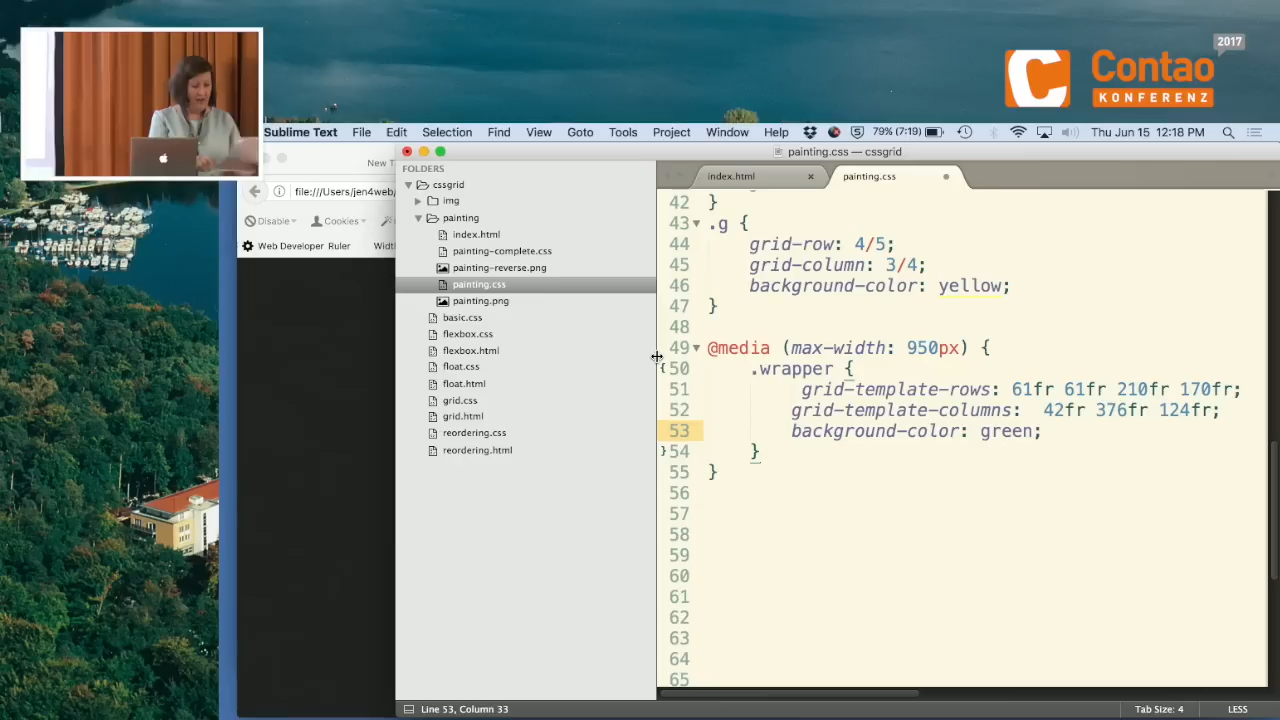 2017
Contao
KONFERENZ
Sublime Text File Edit Selection Find View Goto Tools Project Window Help 79% (7:19) Thu Jun 15 12:18 PM
painting.css — cssgrid
New T
file:///Users/jen4web/
Disable Cookies
Web Developer Ruler Widt
FOLDERS
cssgrid
img
painting
index.html
painting-complete.css
painting-reverse.png
painting.css
painting.png
basic.css
flexbox.css
flexbox.html
float.css
float.html
grid.css
grid.html
reordering.css
reordering.html
index.html × painting.css
42 }
43 .g {
44 grid-row: 4/5;
45 grid-column: 3/4;
46 background-color: yellow;
47 }
48
49 @media (max-width: 950px) {
50 .wrapper {
51 grid-template-rows: 61fr 61fr 210fr 170fr;
52 grid-template-columns: 42fr 376fr 124fr;
53 background-color: green;
54 }
55 }
56
57
58
59
60
61
62
63
64
65
Line 53, Column 33 Tab Size: 4 LESS